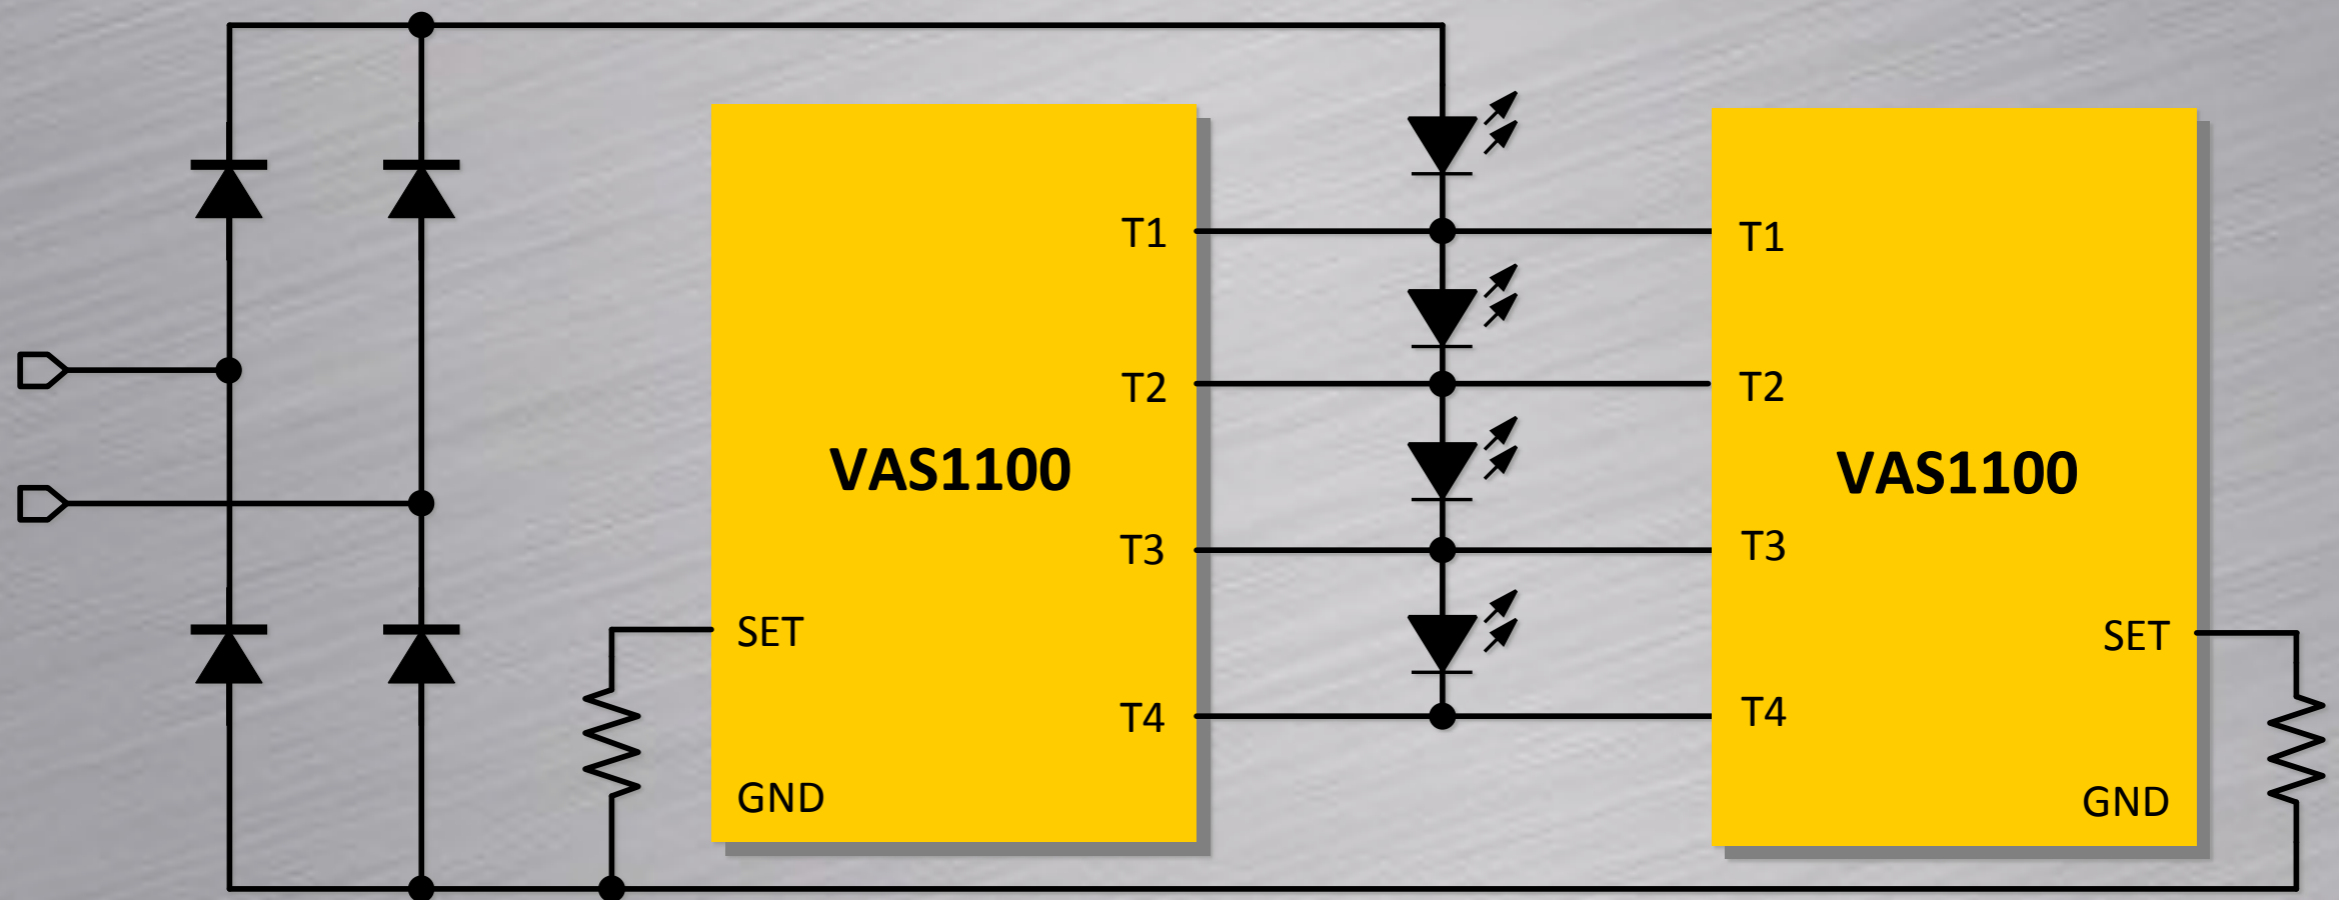 VAS1100
T1
T2
T3
T4
SET
GND
VAS1100
T1
T2
T3
T4
SET
GND